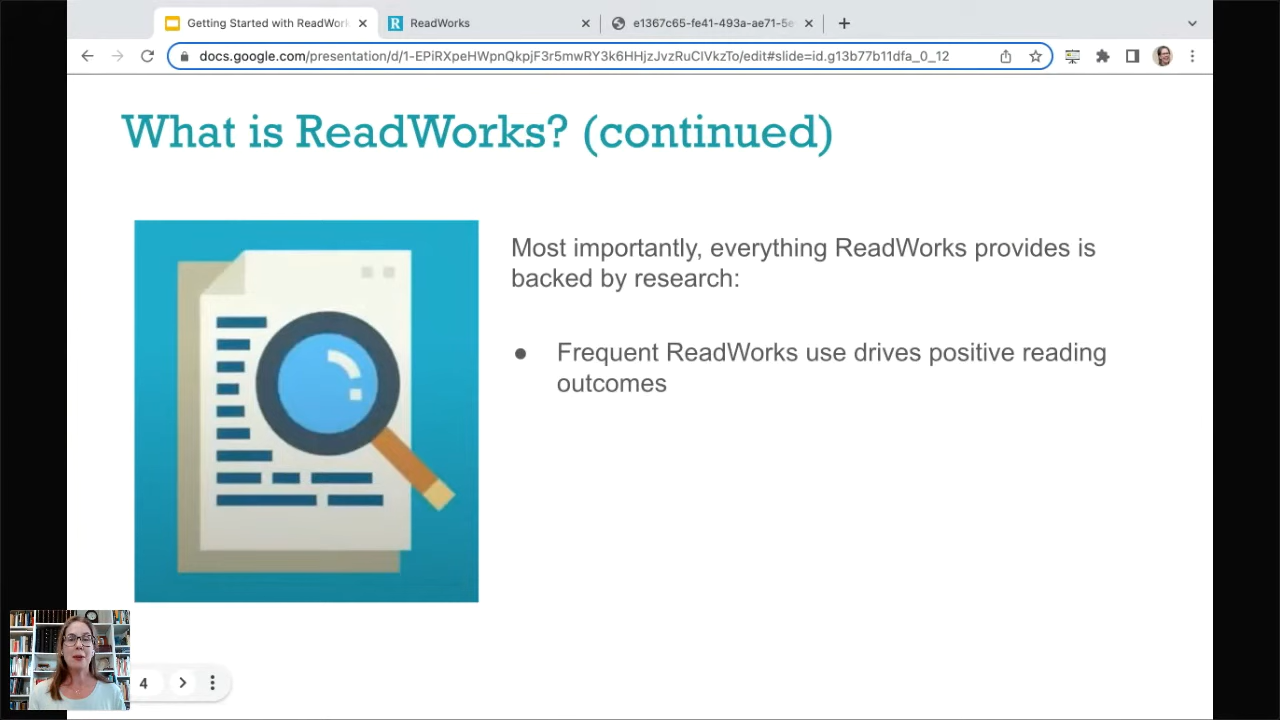 Getting Started with ReadWork
ReadWorks
e1367c65-fe41-493a-ae71-5e
docs.google.com/presentation/d/1-EPiRXpeHWpnQkpjF3r5mwRY3k6HHjzJvzRuClVkzTo/edit#slide=id.g13b77b11dfa_0_12
What is ReadWorks? (continued)
Most importantly, everything ReadWorks provides is
backed by research:
● Frequent ReadWorks use drives positive reading
outcomes
4